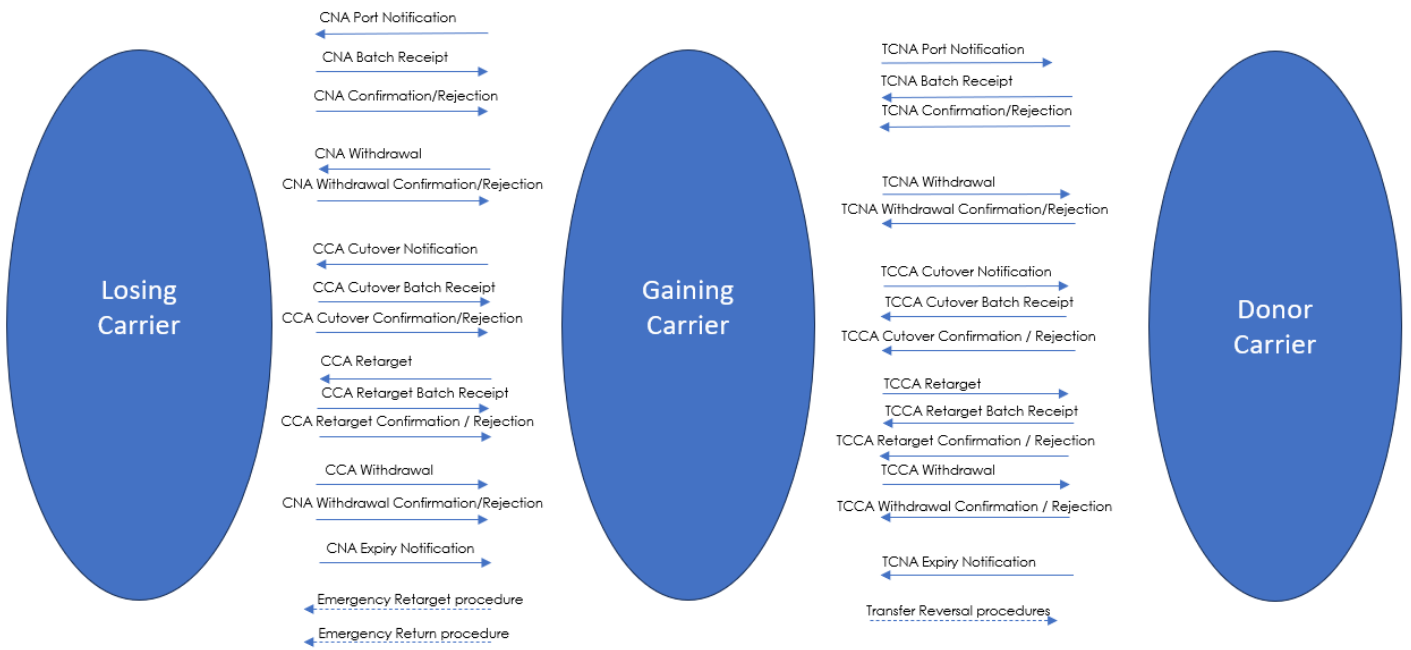 CNA Port Notification
CNA Batch Receipt
CNA Confirmation/Rejection
CNA Withdrawal
CNA Withdrawal Confirmation/Rejection
CCA Cutover Notification
CCA Cutover Batch Receipt
CCA Cutover Confirmation/Rejection
CCA Retarget
CCA Retarget Batch Receipt
CCA Retarget Confirmation / Rejection
CCA Withdrawal
CNA Withdrawal Confirmation/Rejection
CNA Expiry Notification
Emergency Retarget procedure
Emergency Return procedure
Losing
Carrier
Gaining
Carrier
TCNA Port Notification
TCNA Batch Receipt
TCNA Confirmation/Rejection
TCNA Withdrawal
TCNA Withdrawal Confirmation/Rejection
TCCA Cutover Notification
TCCA Cutover Batch Receipt
TCCA Cutover Confirmation / Rejection
TCCA Retarget
TCCA Retarget Batch Receipt
TCCA Retarget Confirmation / Rejection
TCCA Withdrawal
TCCA Withdrawal Confirmation / Rejection
TCNA Expiry Notification
Transfer Reversal procedures
Donor
Carrier